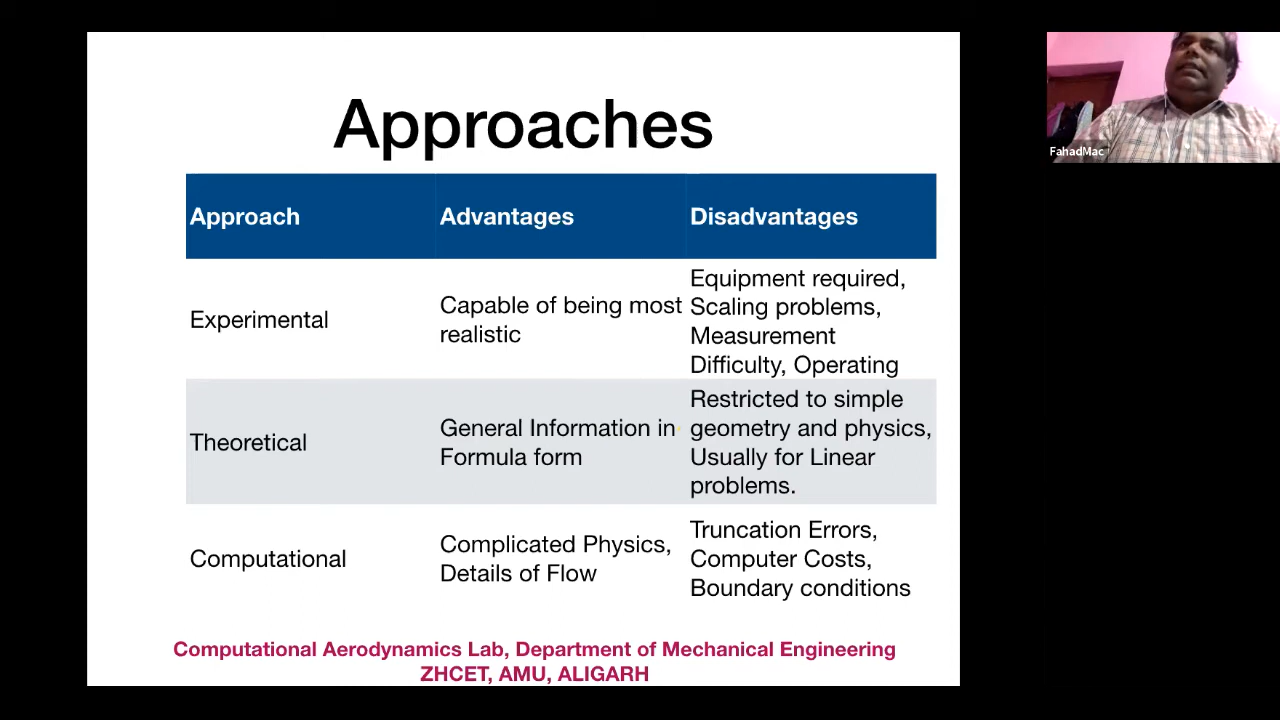 Approaches
Approach
Advantages
Disadvantages
Experimental
Capable of being most
realistic
Equipment required,
Scaling problems,
Measurement
Difficulty, Operating
Theoretical
General Information in
Formula form
Restricted to simple
geometry and physics,
Usually for Linear
problems.
Computational
Complicated Physics,
Details of Flow
Truncation Errors,
Computer Costs,
Boundary conditions
Computational Aerodynamics Lab, Department of Mechanical Engineering
ZHCET, AMU, ALIGARH
FahadMac